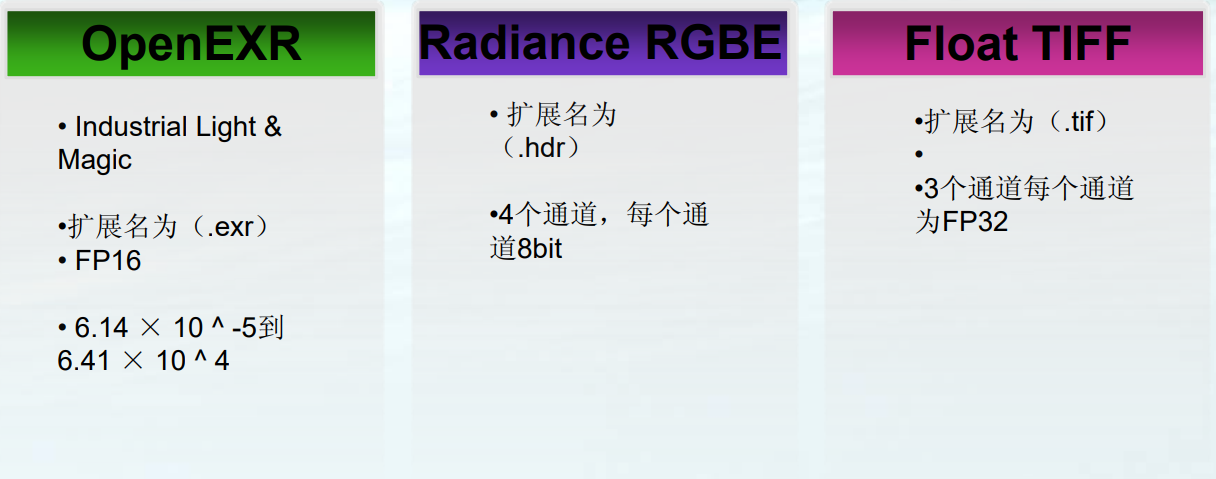 OpenEXR
• Industrial Light &
Magic
•扩展名为（.exr）
• FP16
• 6.14 × 10 ^ -5到
6.41 × 10 ^ 4
Radiance RGBE
• 扩展名为
（.hdr）
•4个通道，每个通
道8bit
Float TIFF
•扩展名为（.tif）
•
•3个通道每个通道
为FP32